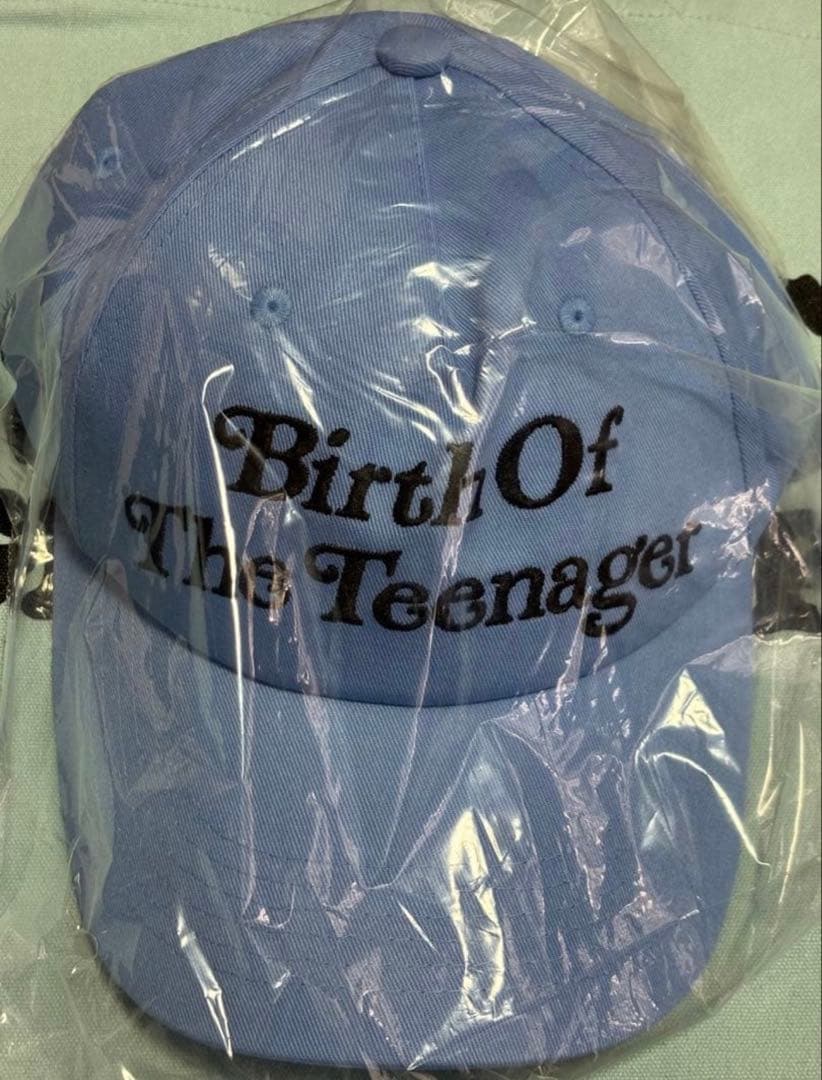 Birth Of
The Teenager